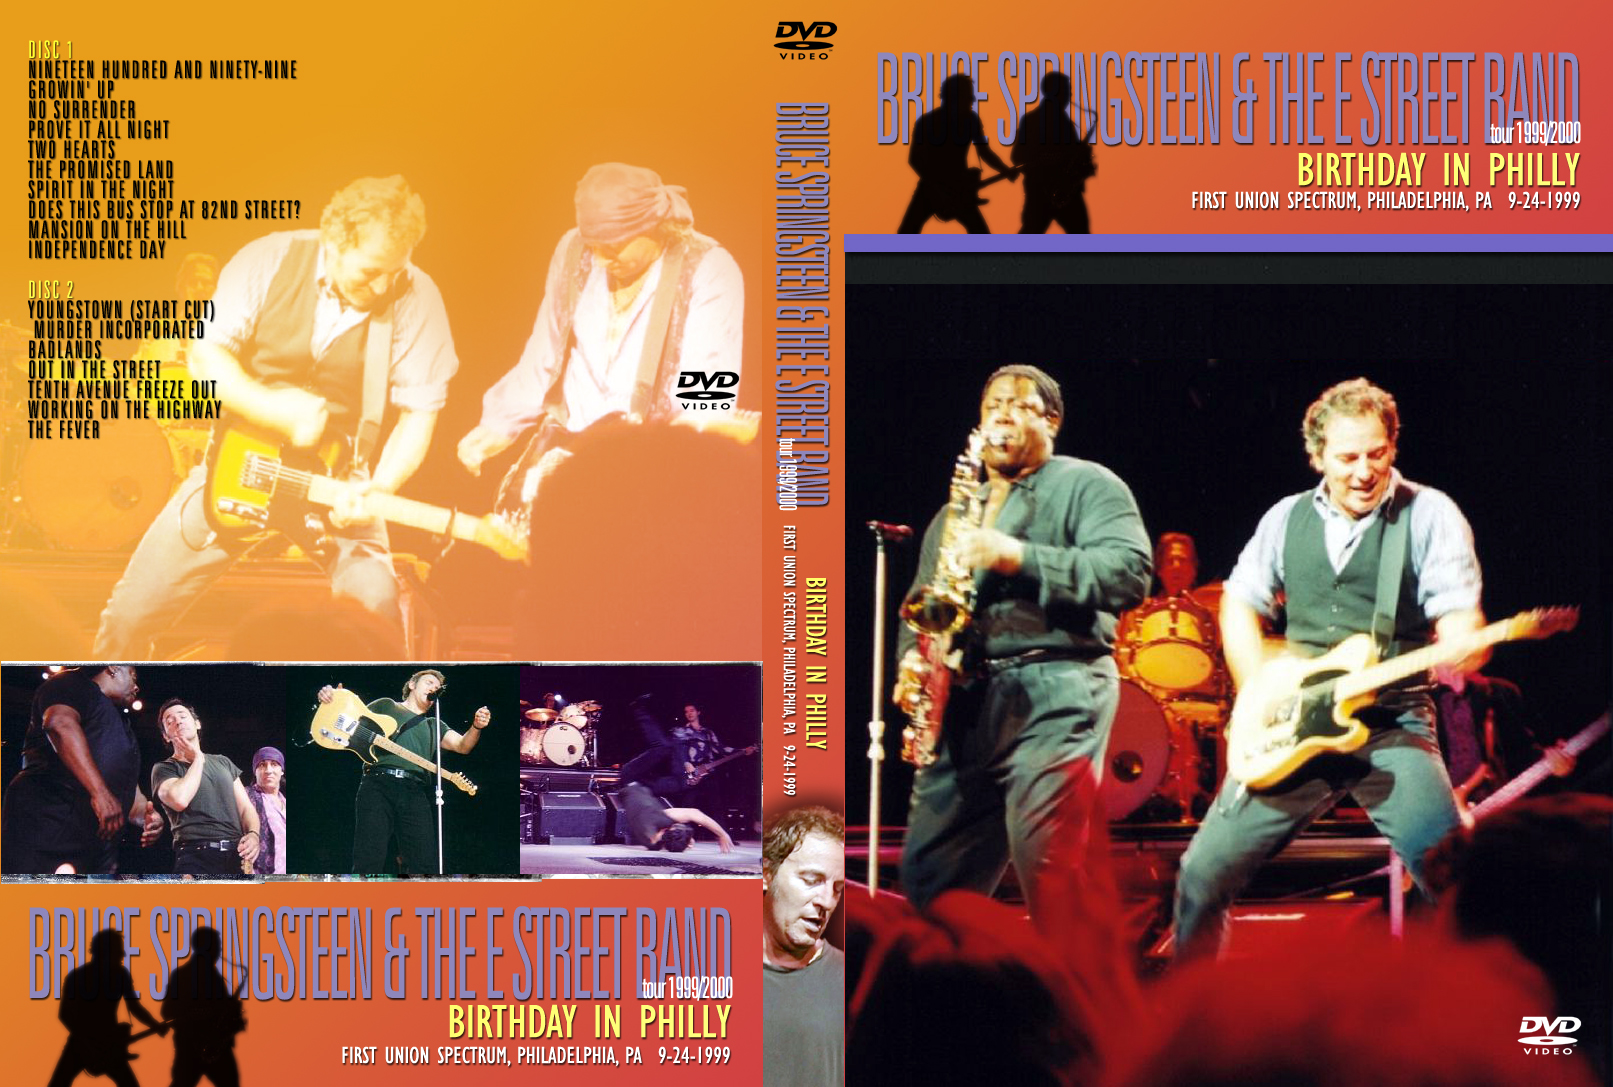 DISC 1
NINETEEN HUNDRED AND NINETY-NINE
GROWIN' UP
NO SURRENDER
PROVE IT ALL NIGHT
TWO HEARTS
THE PROMISED LAND
SPIRIT IN THE NIGHT
DOES THIS BUS STOP AT 82ND STREET?
MANSION ON THE HILL
INDEPENDENCE DAY
DISC 2
YOUNGSTOWN (START CUT)
MURDER INCORPORATED
BADLANDS
OUT IN THE STREET
TENTH AVENUE FREEZE OUT
WORKING ON THE HIGHWAY
THE FEVER
DVD
VIDEO
BRUCE SPRINGSTEEN & THE E STREET BAND
tour 1999/2000
BIRTHDAY IN PHILLY
FIRST UNION SPECTRUM, PHILADELPHIA, PA 9-24-1999
DVD
VIDEO
BRUCE SPRINGSTEEN & THE E STREET BAND
tour 1999/2000
BIRTHDAY IN PHILLY
FIRST UNION SPECTRUM, PHILADELPHIA, PA 9-24-1999
BRUCE SPRINGSTEEN & THE E STREET BAND
tour 1999/2000
BIRTHDAY IN PHILLY
FIRST UNION SPECTRUM, PHILADELPHIA, PA 9-24-1999
DVD
VIDEO